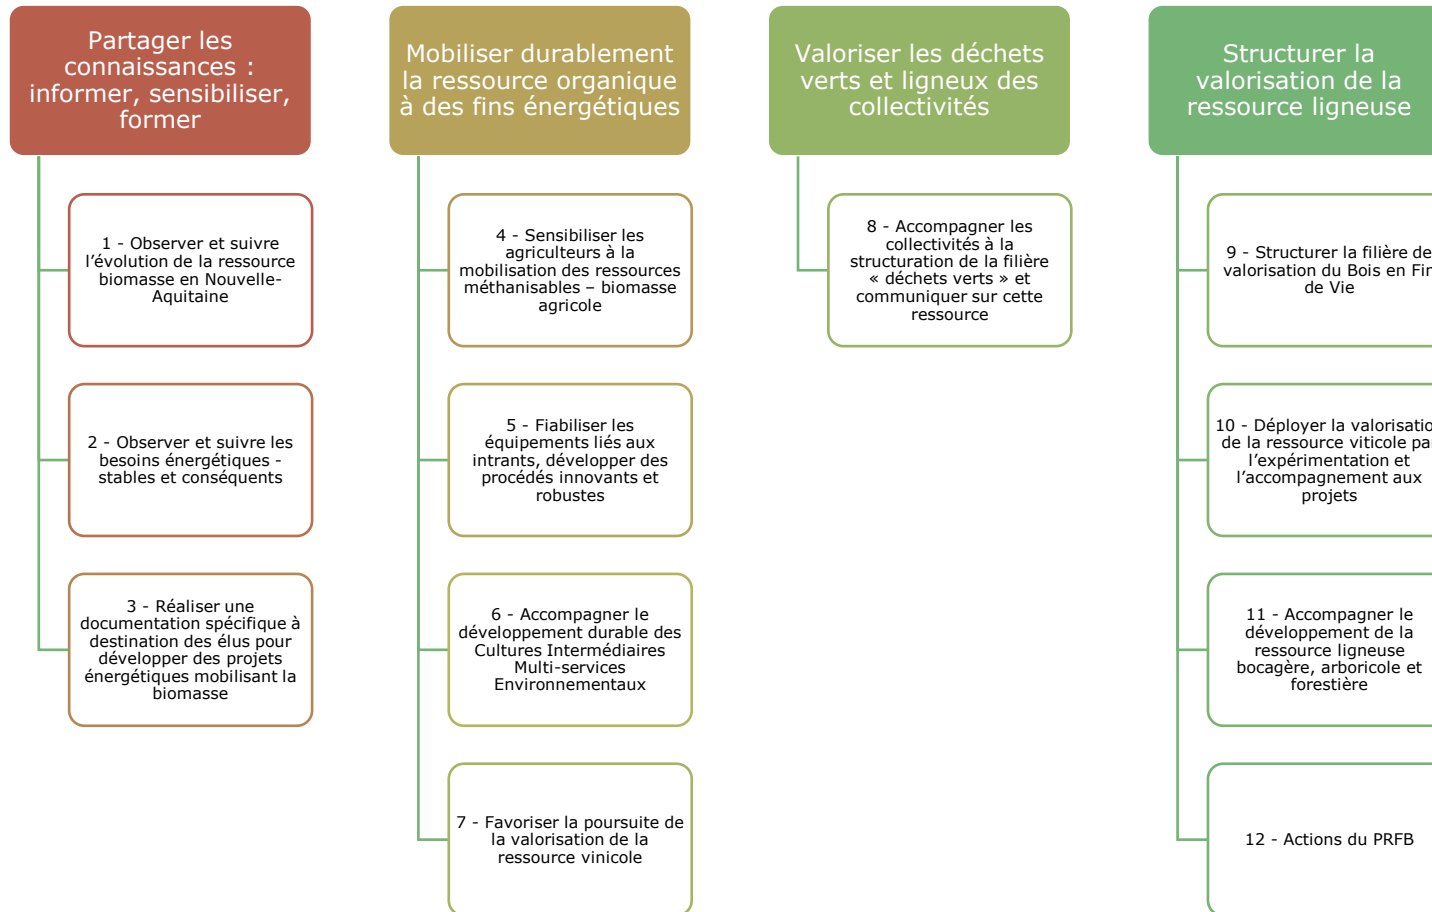 Partager les
connaissances :
informer, sensibiliser,
former
1 - Observer et suivre
l’évolution de la ressource
biomasse en Nouvelle-
Aquitaine
2 - Observer et suivre les
besoins énergétiques -
stables et conséquents
3 - Réaliser une
documentation spécifique à
destination des élus pour
développer des projets
énergétiques mobilisant la
biomasse
Mobiliser durablement
la ressource organique
à des fins énergétiques
4 - Sensibiliser les
agriculteurs à la
mobilisation des ressources
méthanisables – biomasse
agricole
5 - Fiabiliser les
équipements liés aux
intrants, développer des
procédés innovants et
robustes
6 - Accompagner le
développement durable des
Cultures Intermédiaires
Multi-services
Environnementaux
7 - Favoriser la poursuite de
la valorisation de la
ressource vinicole
Valoriser les déchets
verts et ligneux des
collectivités
8 - Accompagner les
collectivités à la
structuration de la filière
« déchets verts » et
communiquer sur cette
ressource
Structurer la
valorisation de la
ressource ligneuse
9 - Structurer la filière de
valorisation du Bois en Fin
de Vie
10 - Déployer la valorisatio
de la ressource viticole pa
l’expérimentation et
l’accompagnement aux
projets
11 - Accompagner le
développement de la
ressource ligneuse
bocagère, arboricole et
forestière
12 - Actions du PRFB